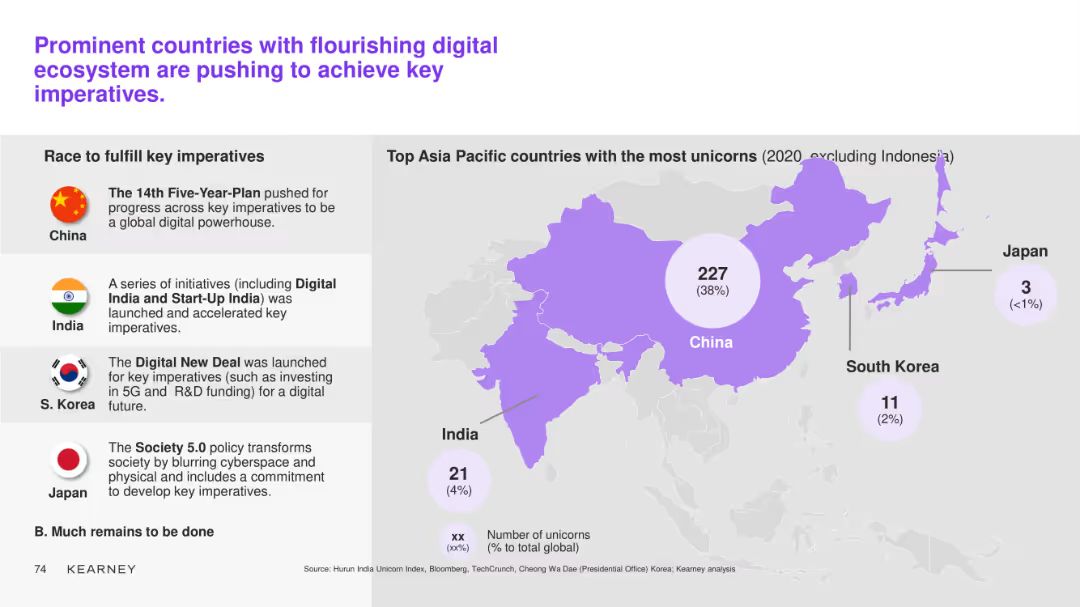 Prominent countries with flourishing digital
ecosystem are pushing to achieve key
imperatives.
Race to fulfill key imperatives
China
The 14th Five-Year-Plan pushed for
progress across key imperatives to be
a global digital powerhouse.
India
A series of initiatives (including Digital
India and Start-Up India) was
launched and accelerated key
imperatives.
S. Korea
The Digital New Deal was launched
for key imperatives (such as investing
in 5G and R&D funding) for a digital
future.
Japan
The Society 5.0 policy transforms
society by blurring cyberspace and
physical and includes a commitment
to develop key imperatives.
B. Much remains to be done
Top Asia Pacific countries with the most unicorns (2020, excluding Indonesia)
227
(38%)
China
Japan
3
(<1%)
South Korea
11
(2%)
India
21
(4%)
xx
(xx%)
Number of unicorns
(% to total global)
74 KEARNEY
Source: Hurun India Unicorn Index, Bloomberg, TechCrunch, Cheong Wa Dae (Presidential Office) Korea; Kearney analysis